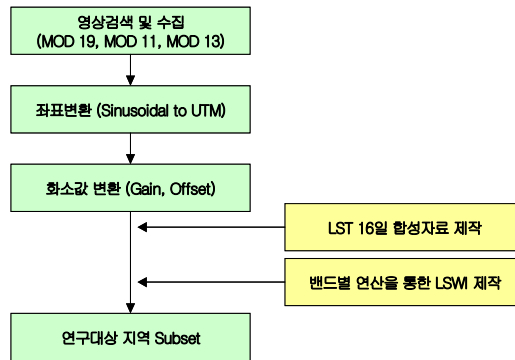 영상검색 및 수집
(MOD 19, MOD 11, MOD 13)
좌표변환 (Sinusoidal to UTM)
화소값 변환 (Gain, Offset)
LST 16일 합성자료 제작
밴드별 연산을 통한 LSWI 제작
연구대상 지역 Subset